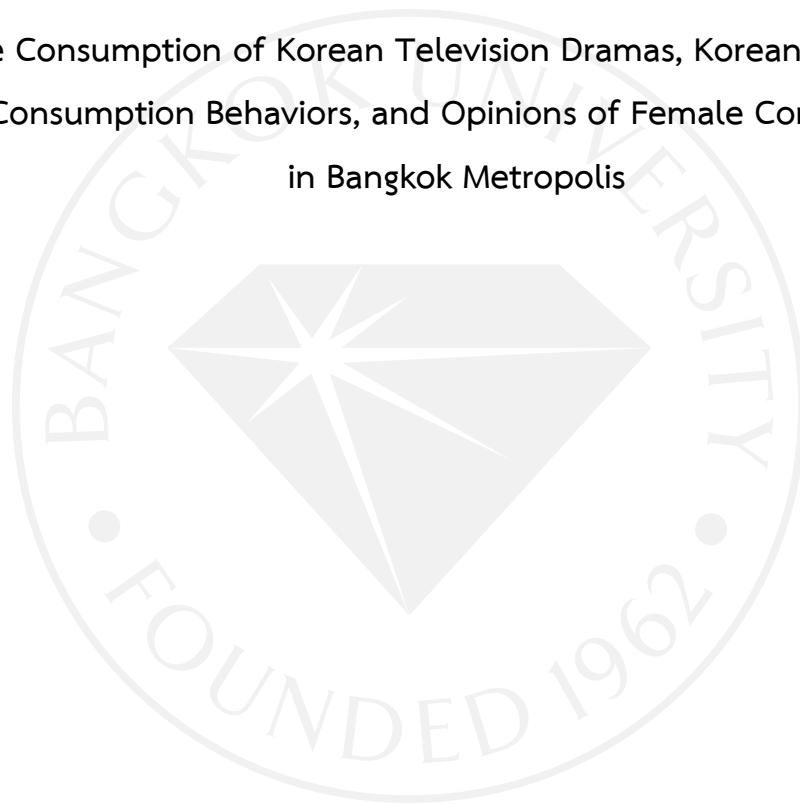 e Consumption of Korean Television Dramas, Korean
Consumption Behaviors, and Opinions of Female Co
in Bangkok Metropolis
BANGKOK UNIVERSITY
FOUNDED 1962